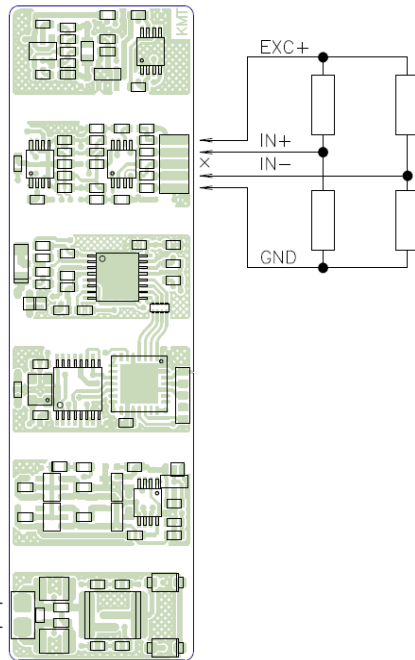 KMT
EXC+
IN+
×
IN-
GND